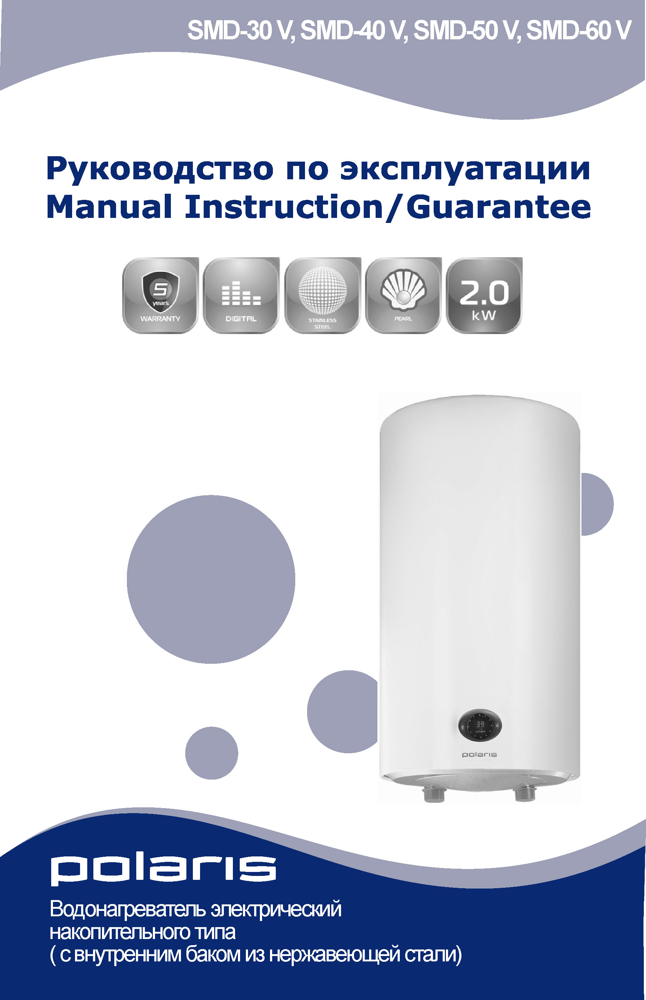 SMD-30 V, SMD-40 V, SMD-50 V, SMD-60 V
Руководство по эксплуатации
Manual Instruction/Guarantee
5
years
WARRANTY
DIGITAL
STAINLESS
STEEL
PEARL
2.0
kW
39
polaris
polaris
Водонагреватель электрический
накопительного типа
( с внутренним баком из нержавеющей стали)